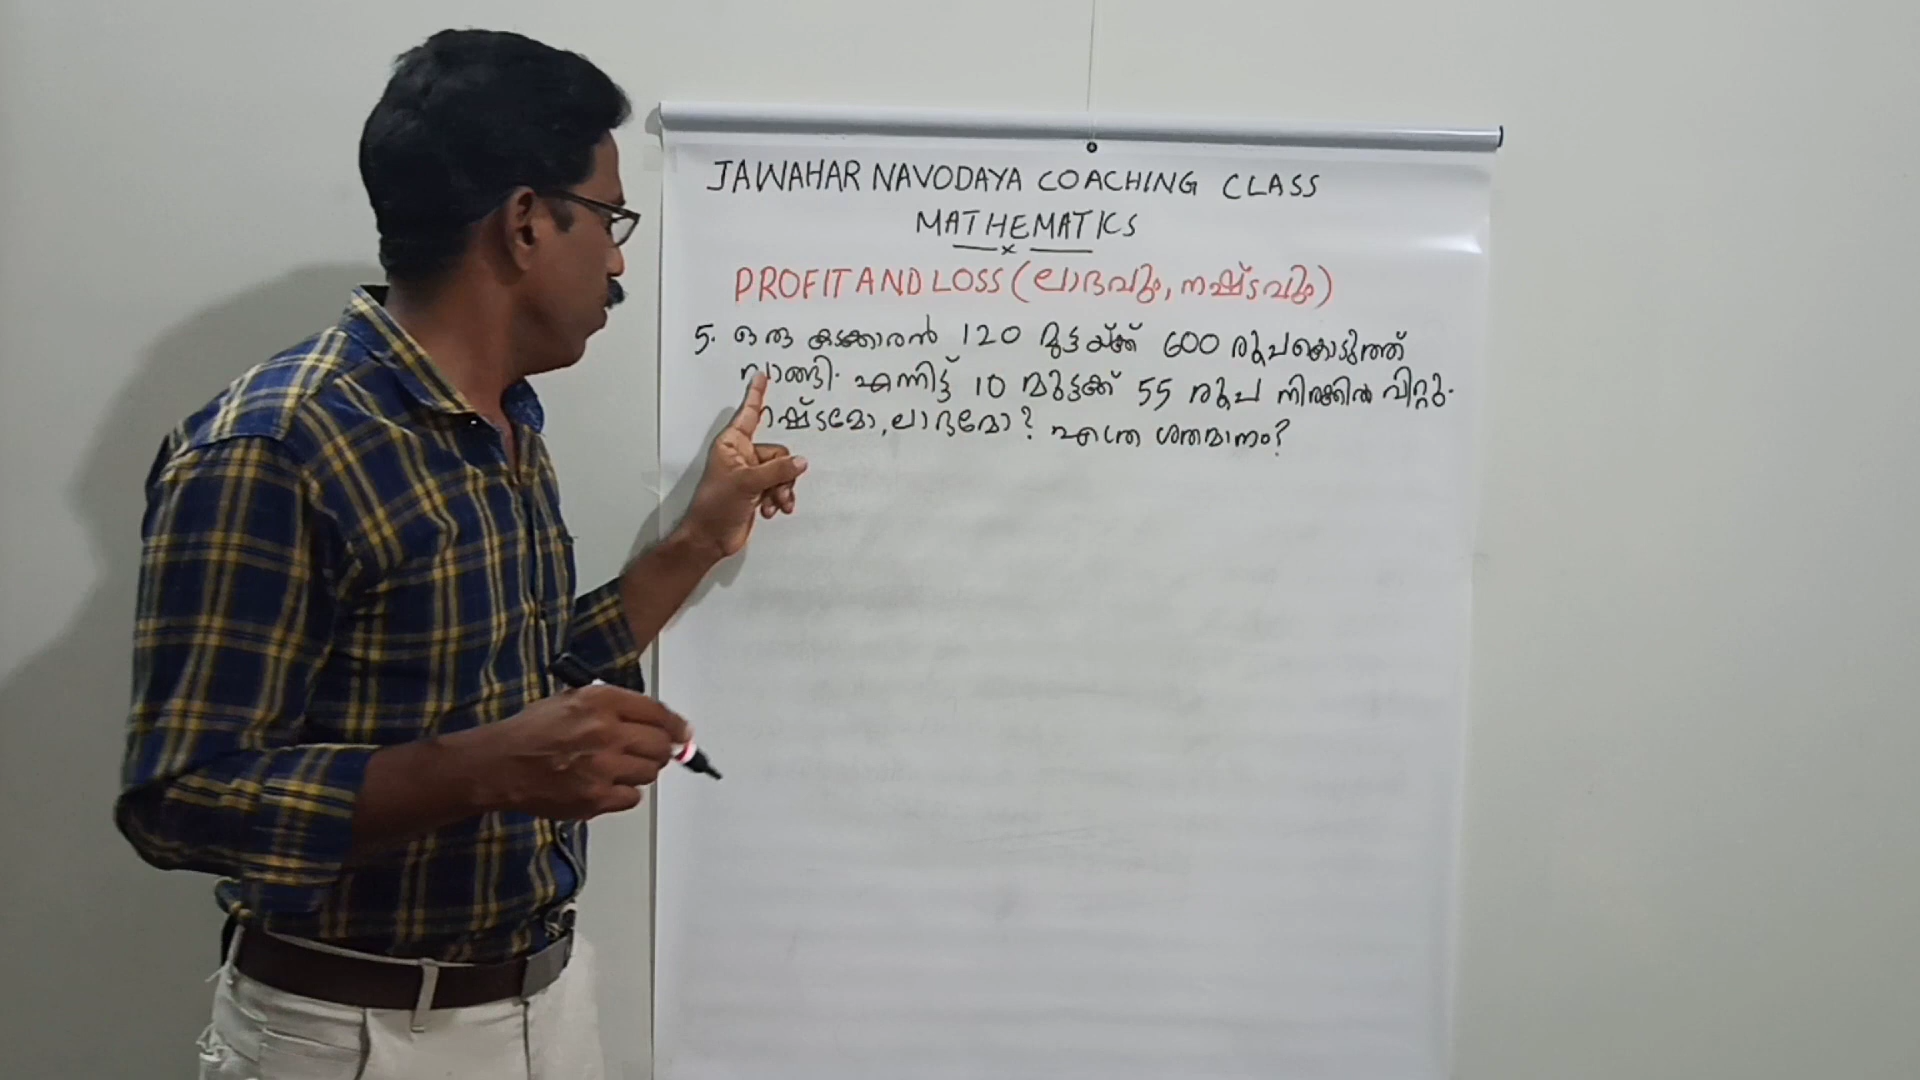 JAWAHAR NAVODAYA COACHING CLASS
MATHEMATICS
PROFIT AND LOSS (ലാഭവും, നഷ്ടവും)
5. ഒരു കടക്കാരൻ 120 മുട്ടയ്ക്ക് 600 രൂപകൊടുത്ത്
വാങ്ങി. എന്നിട്ട് 10 മുട്ടക്ക് 55 രൂപ നിരക്കിൽ വിറ്റു.
നഷ്ടമോ, ലാഭമോ? എത്ര ശതമാനം?